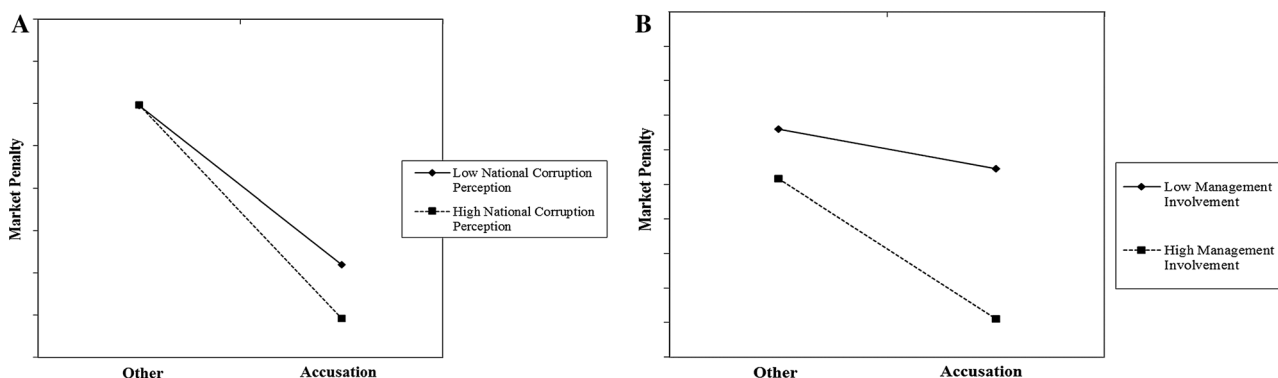 A
Market Penalty
Other
Accusation
Low National Corruption
Perception
High National Corruption
Perception
B
Market Penalty
Other
Accusation
Low Management
Involvement
High Management
Involvement